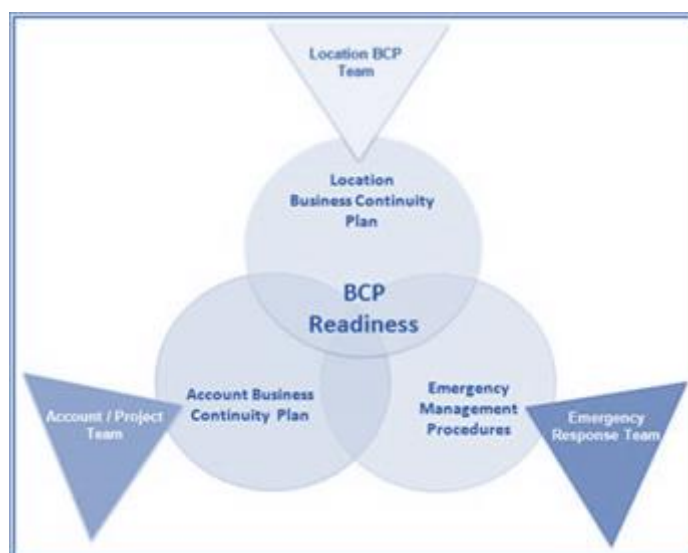 Location BCP
Team
Location
Business Continuity
Plan
BCP
Readiness
Account / Project
Team
Account Business
Continuity Plan
Emergency
Management
Procedures
Emergency
Response Team